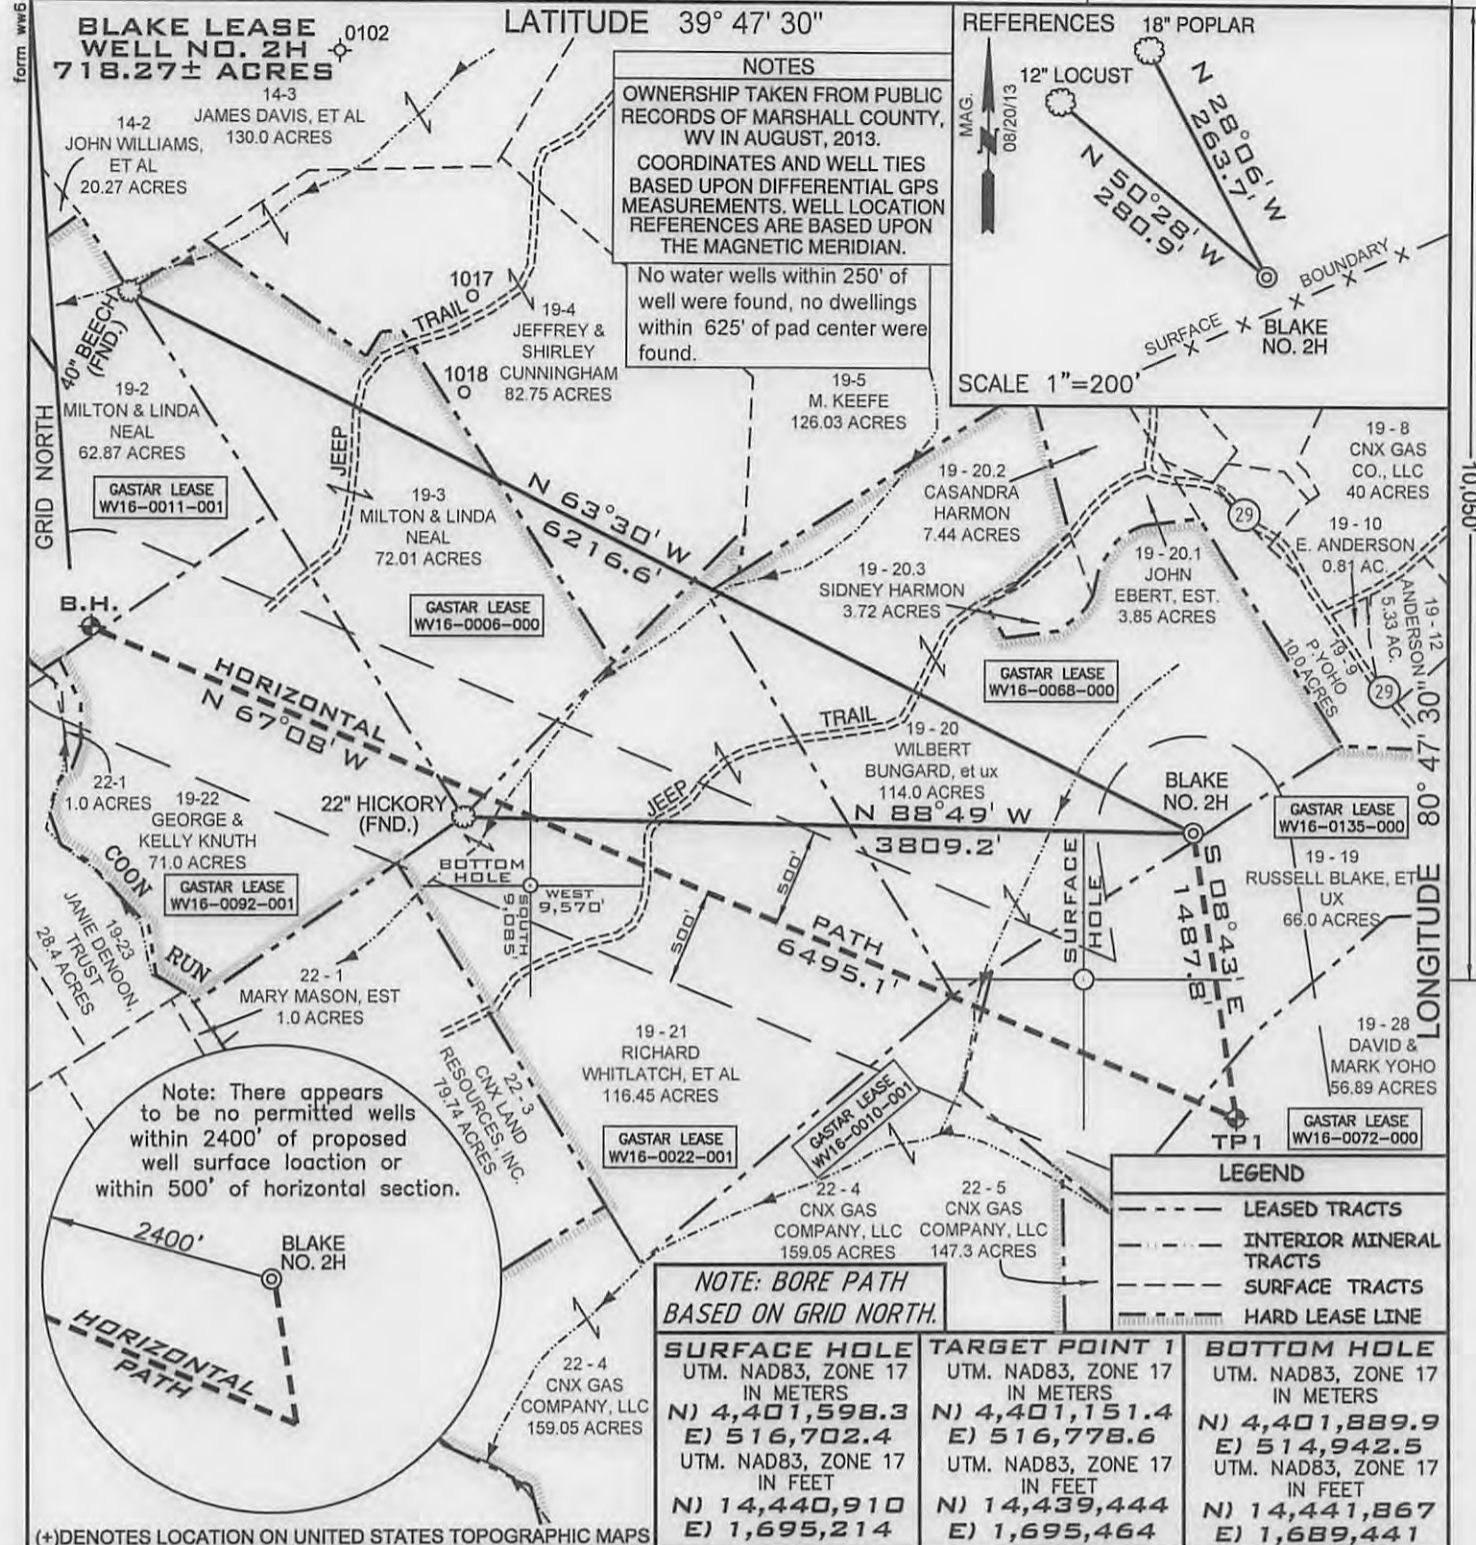 form ww6
BLAKE LEASE
WELL NO. 2H
718.27± ACRES
0102
LATITUDE 39° 47' 30"
NOTES
OWNERSHIP TAKEN FROM PUBLIC
RECORDS OF MARSHALL COUNTY,
WV IN AUGUST, 2013.
COORDINATES AND WELL TIES
BASED UPON DIFFERENTIAL GPS
MEASUREMENTS. WELL LOCATION
REFERENCES ARE BASED UPON
THE MAGNETIC MERIDIAN.
No water wells within 250' of
well were found, no dwellings
within 625' of pad center were
found.
REFERENCES
18" POPLAR
12" LOCUST
MAG.
08/20/13
N 28°06' W
263.7'
N 50°28' W
280.9'
SURFACE
BOUNDARY
BLAKE
NO. 2H
SCALE 1"=200'
14-3
JAMES DAVIS, ET AL
130.0 ACRES
14-2
JOHN WILLIAMS,
ET AL
20.27 ACRES
40" BEECH
(FND.)
1017
TRAIL
1018
JEEP
19-4
JEFFREY &
SHIRLEY
CUNNINGHAM
82.75 ACRES
19-5
M. KEEFE
126.03 ACRES
19-2
MILTON & LINDA
NEAL
62.87 ACRES
GASTAR LEASE
WV16-0011-001
GRID NORTH
19-3
MILTON & LINDA
NEAL
72.01 ACRES
N 63°30' W
6216.6'
GASTAR LEASE
WV16-0006-000
19 - 20.2
CASANDRA
HARMON
7.44 ACRES
19 - 20.3
SIDNEY HARMON
3.72 ACRES
19 - 20.1
JOHN
EBERT, EST.
3.85 ACRES
19 - 8
CNX GAS
CO., LLC
40 ACRES
29
19 - 10
E. ANDERSON
0.81 AC.
19 - 12
ANDERSON
5.33 AC.
19 - 9
P. YOHO
10.0 ACRES
29
10,050'
LONGITUDE 80° 47' 30"
GASTAR LEASE
WV16-0068-000
B.H.
HORIZONTAL
N 67°08' W
TRAIL
JEEP
19 - 20
WILBERT
BUNGARD, et ux
114.0 ACRES
22-1
1.0 ACRES
19-22
GEORGE &
KELLY KNUTH
71.0 ACRES
GASTAR LEASE
WV16-0092-001
22" HICKORY
(FND.)
N 88°49' W
3809.2'
BLAKE
NO. 2H
GASTAR LEASE
WV16-0135-000
19 - 19
RUSSELL BLAKE, ET
UX
66.0 ACRES
BOTTOM
HOLE
WEST
9,570'
SOUTH
9,085'
500'
500'
PATH
6495.1'
SURFACE
HOLE
S 08°43' E
1487.8'
COON
RUN
19-23
JANIE DENOON,
TRUST
28.4 ACRES
22 - 1
MARY MASON, EST
1.0 ACRES
22 - 3
CNX LAND
RESOURCES, INC.
79.74 ACRES
19 - 21
RICHARD
WHITLATCH, ET AL
116.45 ACRES
GASTAR LEASE
WV16-0022-001
GASTAR LEASE
WV16-0010-001
19 - 28
DAVID &
MARK YOHO
56.89 ACRES
TP1
GASTAR LEASE
WV16-0072-000
Note: There appears
to be no permitted wells
within 2400' of proposed
well surface loaction or
within 500' of horizontal section.
2400'
BLAKE
NO. 2H
HORIZONTAL
PATH
22 - 4
CNX GAS
COMPANY, LLC
159.05 ACRES
22 - 5
CNX GAS
COMPANY, LLC
147.3 ACRES
22 - 4
CNX GAS
COMPANY, LLC
159.05 ACRES
LEGEND
LEASED TRACTS
INTERIOR MINERAL
TRACTS
SURFACE TRACTS
HARD LEASE LINE
NOTE: BORE PATH
BASED ON GRID NORTH.
SURFACE HOLE
UTM. NAD83, ZONE 17
IN METERS
N) 4,401,598.3
E) 516,702.4
UTM. NAD83, ZONE 17
IN FEET
N) 14,440,910
E) 1,695,214
TARGET POINT 1
UTM. NAD83, ZONE 17
IN METERS
N) 4,401,151.4
E) 516,778.6
UTM. NAD83, ZONE 17
IN FEET
N) 14,439,444
E) 1,695,464
BOTTOM HOLE
UTM. NAD83, ZONE 17
IN METERS
N) 4,401,889.9
E) 514,942.5
UTM. NAD83, ZONE 17
IN FEET
N) 14,441,867
E) 1,689,441
(+)DENOTES LOCATION ON UNITED STATES TOPOGRAPHIC MAPS